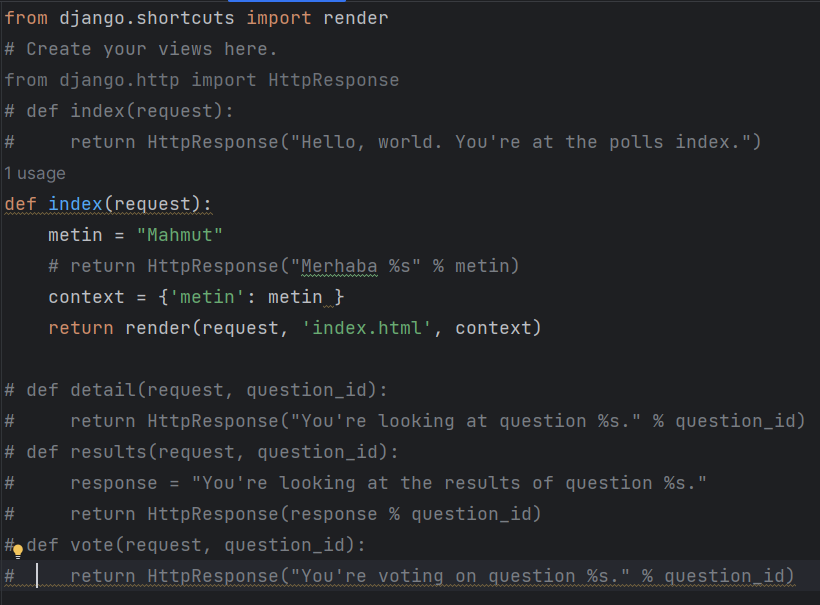 from django.shortcuts import render
# Create your views here.
from django.http import HttpResponse
# def index(request):
#     return HttpResponse("Hello, world. You're at the polls index.")
1 usage
def index(request):
    metin = "Mahmut"
    # return HttpResponse("Merhaba %s" % metin)
    context = {'metin': metin }
    return render(request, 'index.html', context)
# def detail(request, question_id):
#     return HttpResponse("You're looking at question %s." % question_id)
# def results(request, question_id):
#     response = "You're looking at the results of question %s."
#     return HttpResponse(response % question_id)
# def vote(request, question_id):
#     return HttpResponse("You're voting on question %s." % question_id)